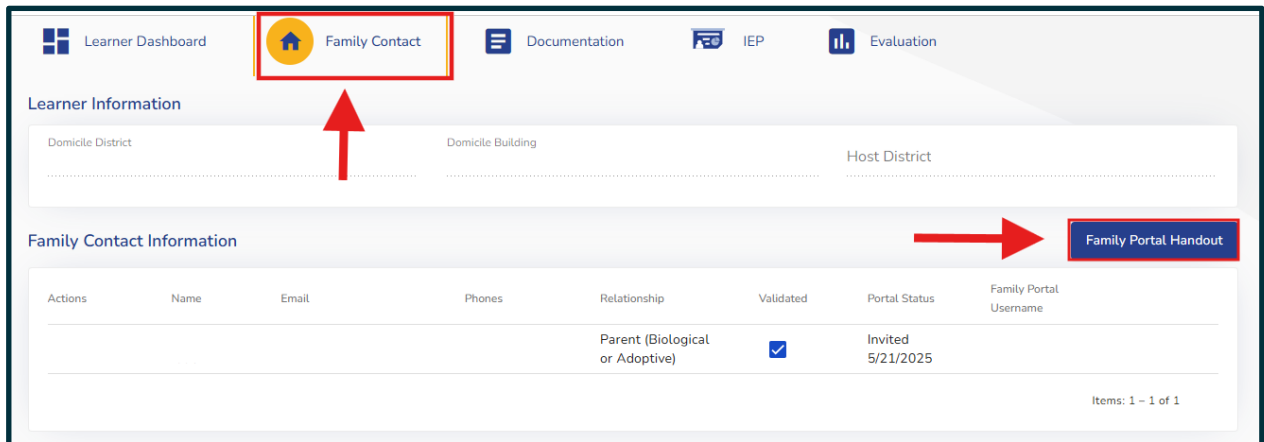 Learner Dashboard Family Contact Documentation IEP Evaluation
Learner Information
Domicile District Domicile Building Host District
Family Contact Information Family Portal Handout
Actions Name Email Phones Relationship Validated Portal Status Family Portal
Username
Parent (Biological Invited
or Adoptive) 5/21/2025
Items: 1 – 1 of 1